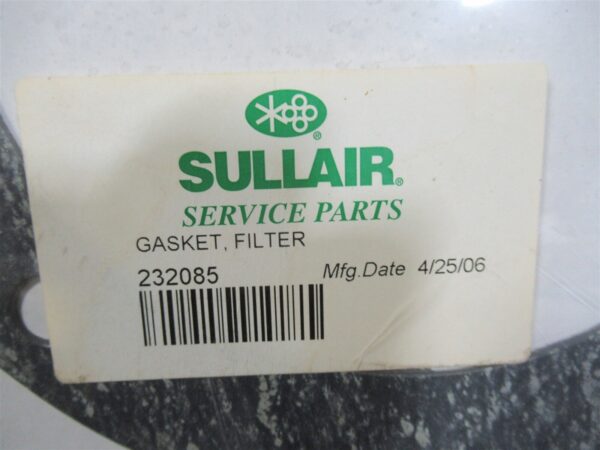 SULLAIR®
SERVICE PARTS
GASKET, FILTER
232085 Mfg.Date 4/25/06